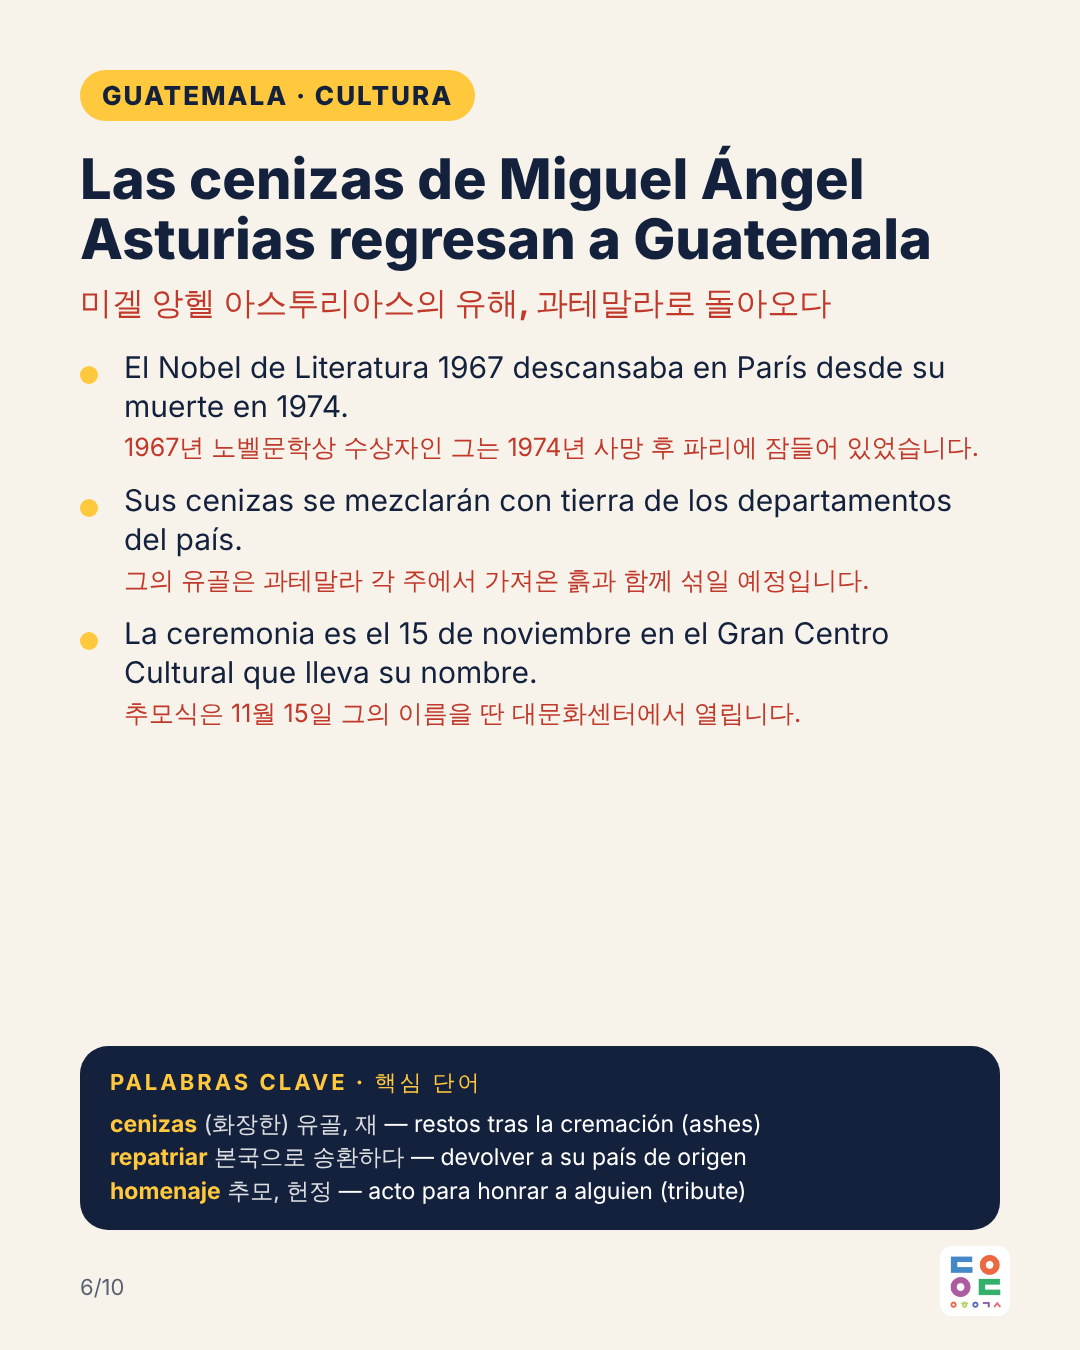 GUATEMALA · CULTURA
Las cenizas de Miguel Ángel
Asturias regresan a Guatemala
미겔 앙헬 아스투리아스의 유해, 과테말라로 돌아오다
El Nobel de Literatura 1967 descansaba en París desde su
muerte en 1974.
1967년 노벨문학상 수상자인 그는 1974년 사망 후 파리에 잠들어 있었습니다.
Sus cenizas se mezclarán con tierra de los departamentos
del país.
그의 유골은 과테말라 각 주에서 가져온 흙과 함께 섞일 예정입니다.
La ceremonia es el 15 de noviembre en el Gran Centro
Cultural que lleva su nombre.
추모식은 11월 15일 그의 이름을 딴 대문화센터에서 열립니다.
PALABRAS CLAVE · 핵심 단어
cenizas (화장한) 유골, 재 — restos tras la cremación (ashes)
repatriar 본국으로 송환하다 — devolver a su país de origen
homenaje 추모, 헌정 — acto para honrar a alguien (tribute)
6/10